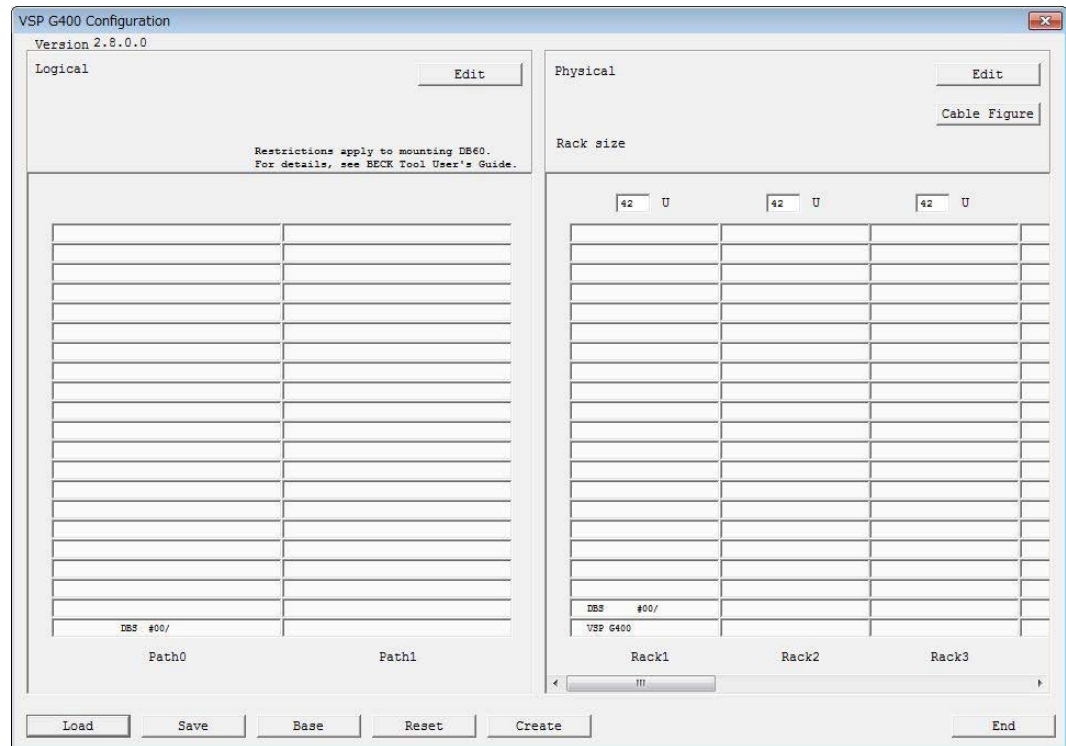 VSP G400 Configuration
Version 2.8.0.0
Logical
Edit
Restrictions apply to mounting DB60.
For details, see BECK Tool User's Guide.
DBS #00/
Path0 Path1
Physical
Edit
Cable Figure
Rack size
42 U 42 U 42 U
DBS #00/
VSP G400
Rack1 Rack2 Rack3
Load Save Base Reset Create End